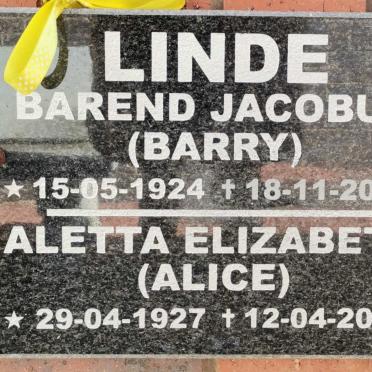 LINDE
BAREND JACOBU
(BARRY)
★ 15-05-1924 ✝ 18-11-20
ALETTA ELIZABET
(ALICE)
★ 29-04-1927 ✝ 12-04-20